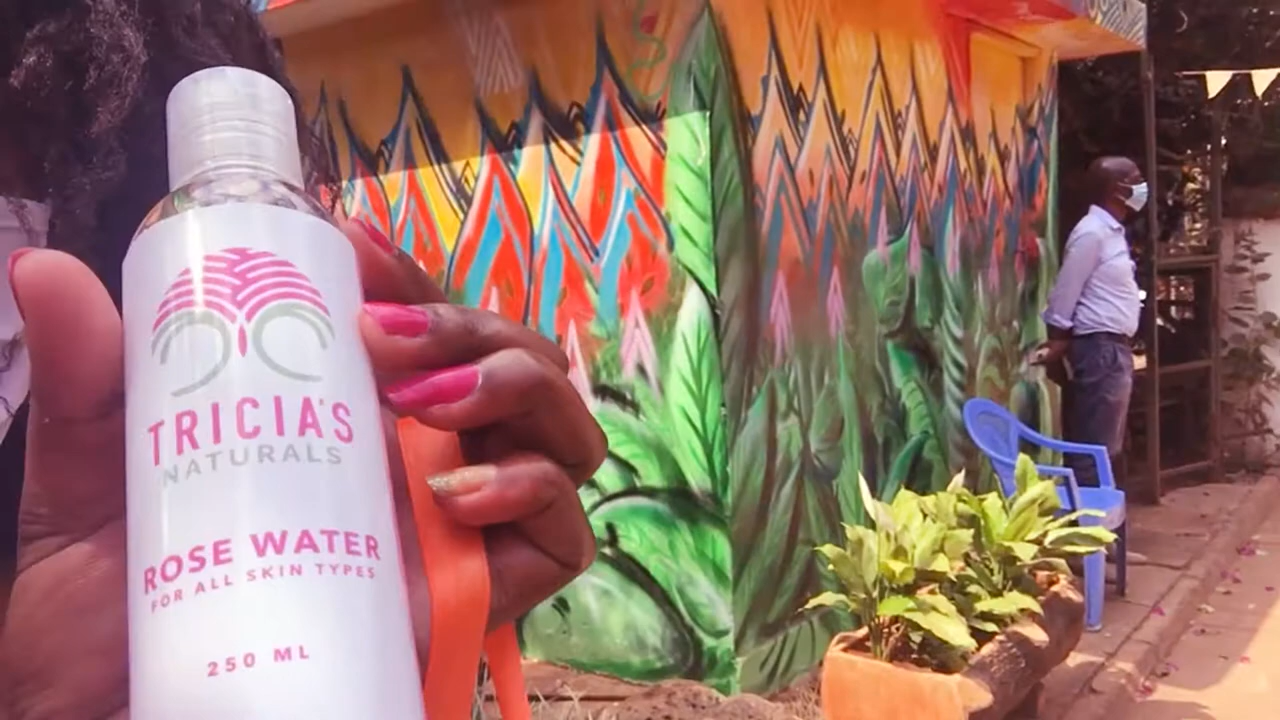 TRICIA'S
NATURALS
ROSE WATER
FOR ALL SKIN TYPES
250 ML